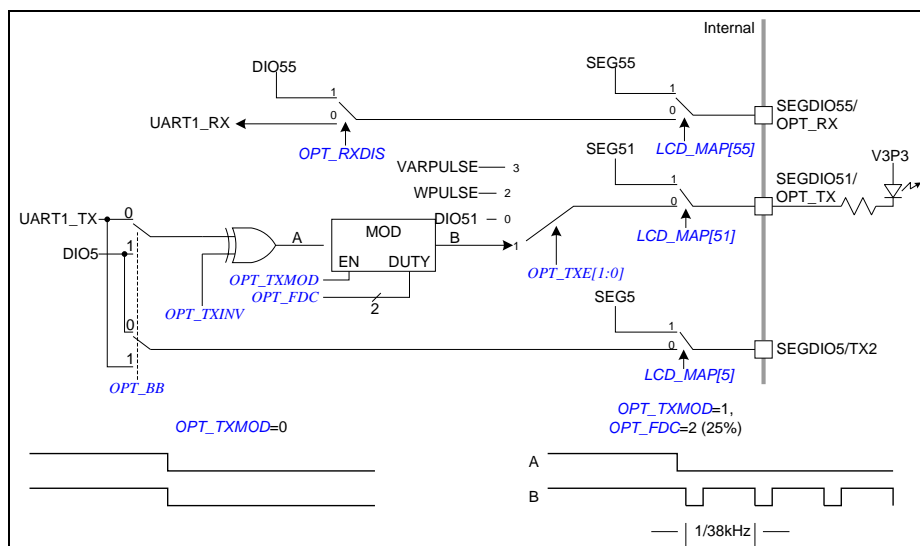 Internal
DIO55
SEG55
1
0
UART1_RX
OPT_RXDIS
1
0
LCD_MAP[55]
SEGDIO55/
OPT_RX
VARPULSE
3
WPULSE
2
DIO51
0
1
OPT_TXE[1:0]
SEG51
1
0
LCD_MAP[51]
SEGDIO51/
OPT_TX
V3P3
UART1_TX
0
DIO5
1
A
MOD
EN DUTY
B
OPT_TXMOD
OPT_FDC
2
OPT_TXINV
0
1
OPT_BB
SEG5
1
0
LCD_MAP[5]
SEGDIO5/TX2
OPT_TXMOD=0
OPT_TXMOD=1,
OPT_FDC=2 (25%)
A
B
1/38kHz